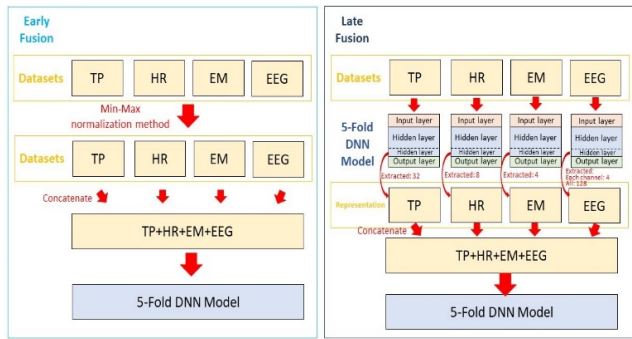 Early
Fusion
Datasets
TP
HR
EM
EEG
Min-Max
normalization method
Datasets
TP
HR
EM
EEG
Concatenate
TP+HR+EM+EEG
5-Fold DNN Model
Late
Fusion
Datasets
TP
HR
EM
EEG
5-Fold
DNN
Model
Input layer
Hidden layer
Hidden layer
Output layer
Input layer
Hidden layer
Hidden layer
Output layer
Input layer
Hidden layer
Hidden layer
Output layer
Input layer
Hidden layer
Hidden layer
Output layer
Extracted: 32
Extracted: 8
Extracted: 4
Extracted:
Each channel: 4
All: 128
Representation
TP
HR
EM
EEG
Concatenate
TP+HR+EM+EEG
5-Fold DNN Model